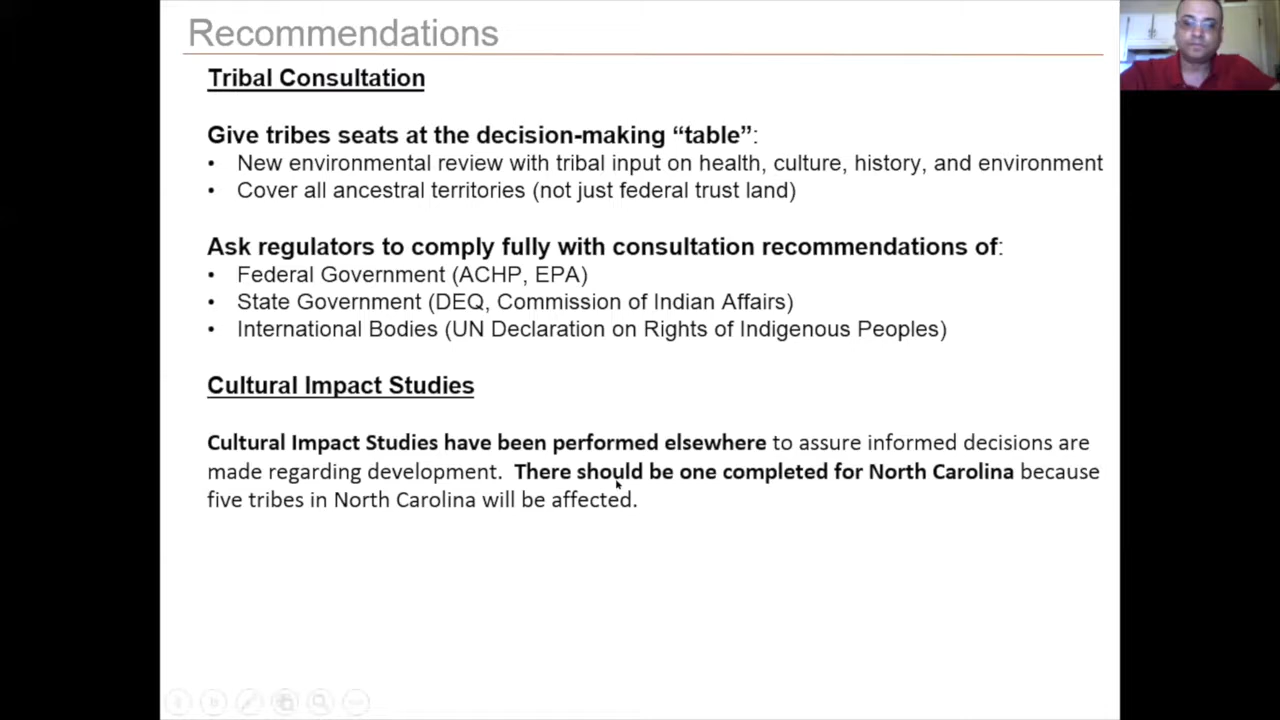 Recommendations
Tribal Consultation
Give tribes seats at the decision-making “table”:
• New environmental review with tribal input on health, culture, history, and environment
• Cover all ancestral territories (not just federal trust land)
Ask regulators to comply fully with consultation recommendations of:
• Federal Government (ACHP, EPA)
• State Government (DEQ, Commission of Indian Affairs)
• International Bodies (UN Declaration on Rights of Indigenous Peoples)
Cultural Impact Studies
Cultural Impact Studies have been performed elsewhere to assure informed decisions are
made regarding development. There should be one completed for North Carolina because
five tribes in North Carolina will be affected.